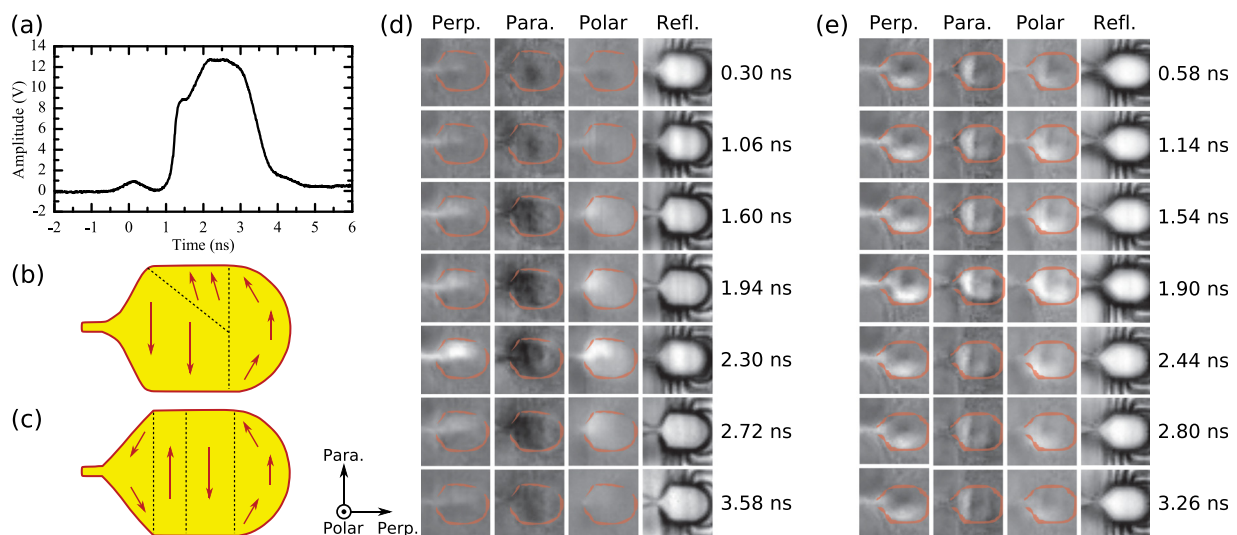 (a)
14
12
10
8
6
4
2
0
-2
Amplitude (V)
-2 -1 0 1 2 3 4 5 6
Time (ns)
(b)
(c)
Para.
Polar
Perp.
(d)
Perp. Para. Polar Refl.
0.30 ns
1.06 ns
1.60 ns
1.94 ns
2.30 ns
2.72 ns
3.58 ns
(e)
Perp. Para. Polar Refl.
0.58 ns
1.14 ns
1.54 ns
1.90 ns
2.44 ns
2.80 ns
3.26 ns